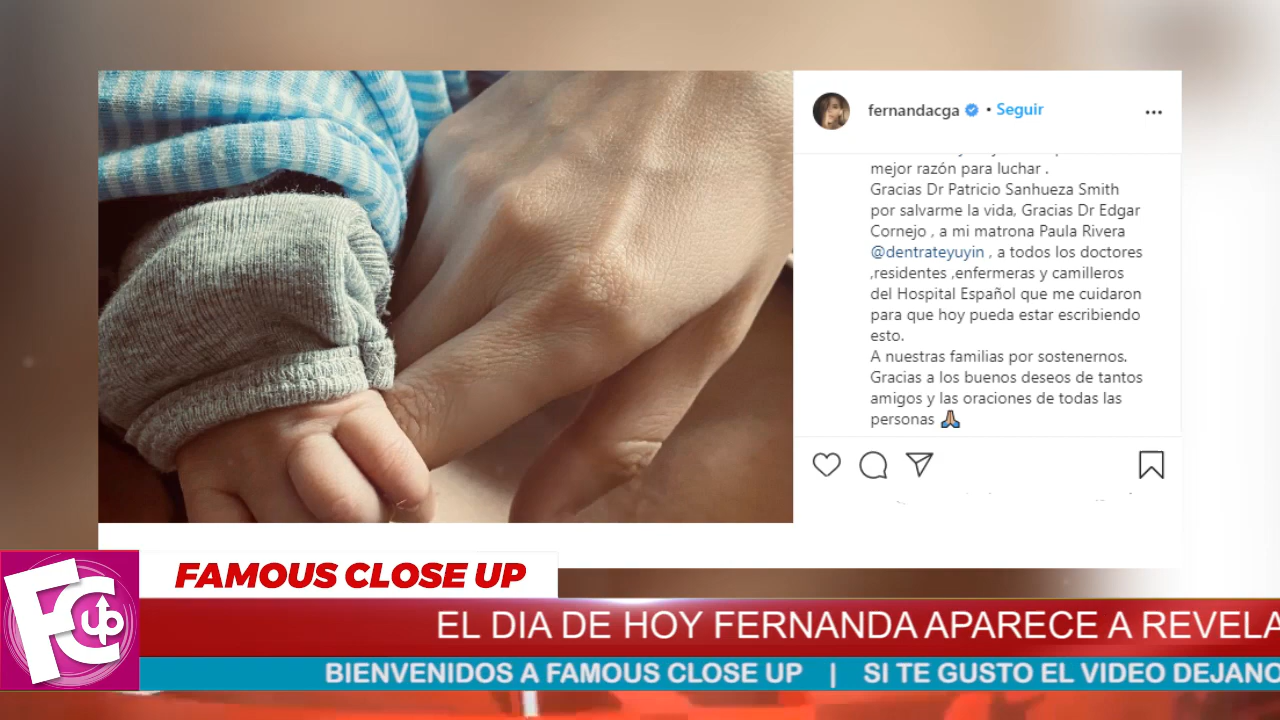 fernandacga • Seguir
mejor razón para luchar .
Gracias Dr Patricio Sanhueza Smith
por salvarme la vida, Gracias Dr Edgar
Cornejo , a mi matrona Paula Rivera
@dentrateyuyin , a todos los doctores
,residentes ,enfermeras y camilleros
del Hospital Español que me cuidaron
para que hoy pueda estar escribiendo
esto.
A nuestras familias por sostenernos.
Gracias a los buenos deseos de tantos
amigos y las oraciones de todas las
personas 🙏
FC UP
FAMOUS CLOSE UP
EL DIA DE HOY FERNANDA APARECE A REVELA
BIENVENIDOS A FAMOUS CLOSE UP | SI TE GUSTO EL VIDEO DEJANO